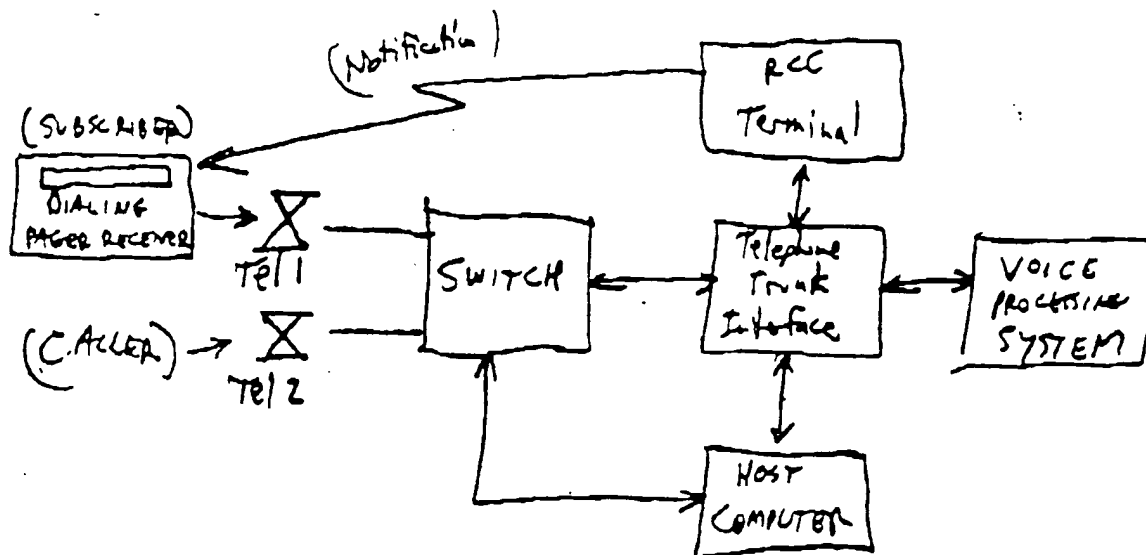 (Notification)
RCC
Terminal
(SUBSCRIBER)
DIALING
PAGER RECEIVER
Tel 1
SWITCH
Telephone
Trunk
Interface
VOICE
PROCESSING
SYSTEM
(CALLER)
Tel 2
HOST
COMPUTER